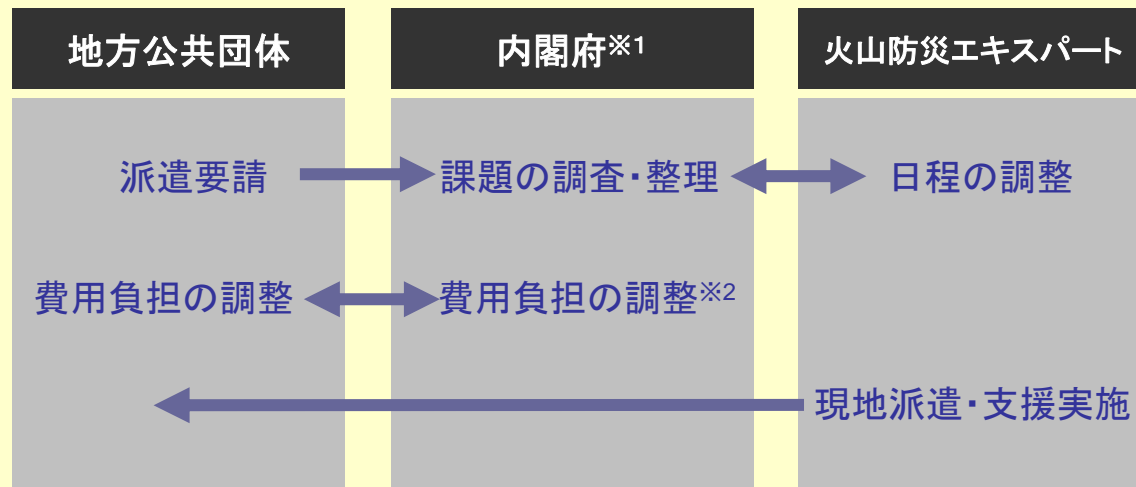 地方公共団体
内閣府※1
火山防災エキスパート
派遣要請
課題の調査・整理
日程の調整
費用負担の調整
費用負担の調整※2
現地派遣・支援実施